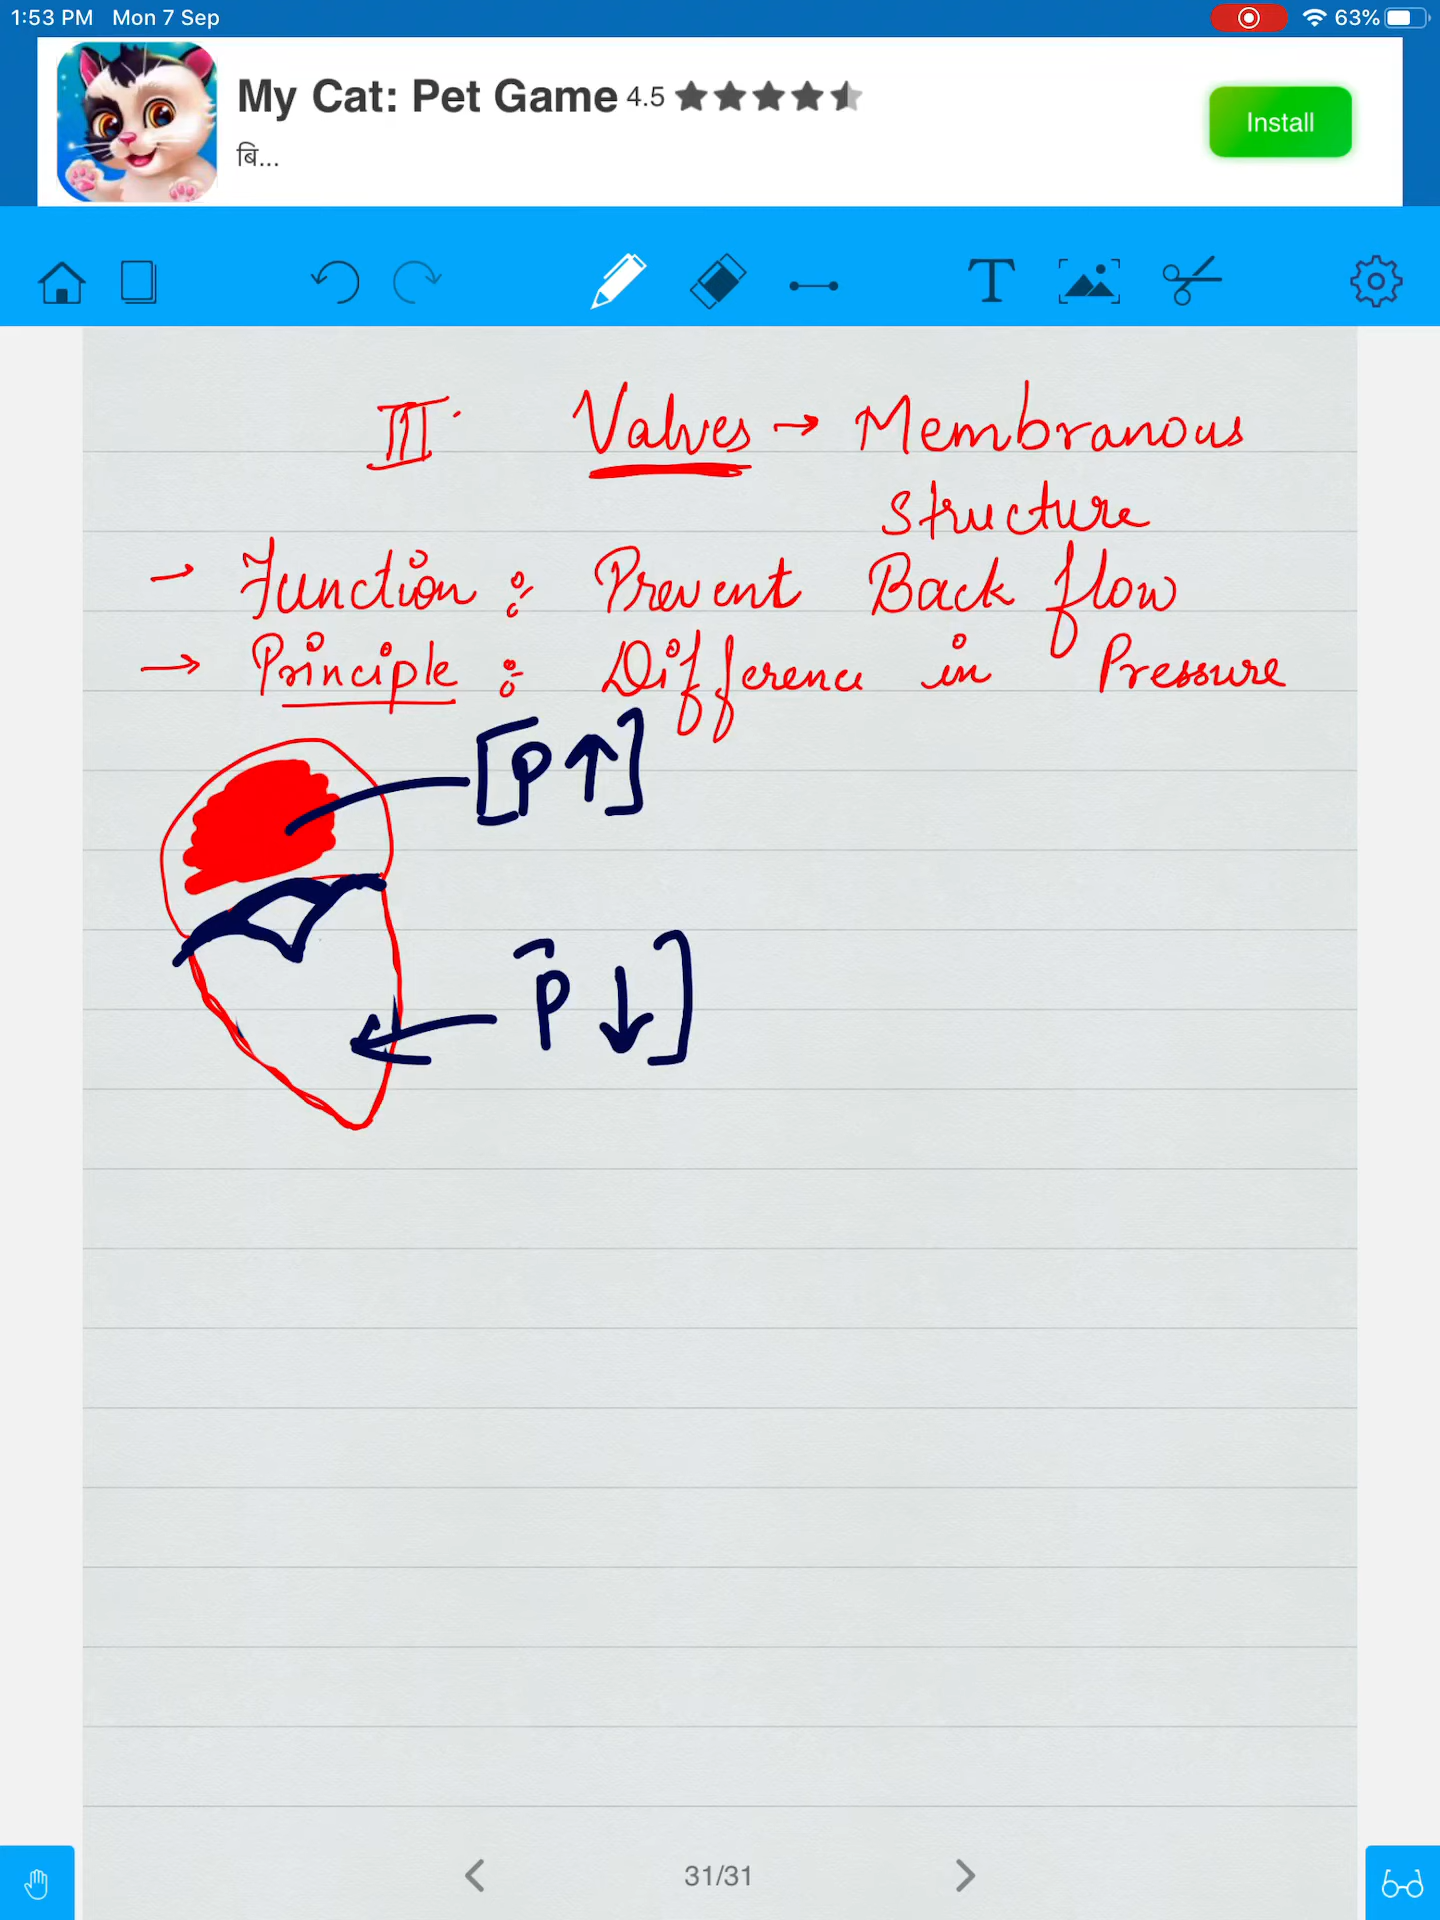 1:53 PM Mon 7 Sep 63%
My Cat: Pet Game 4.5
बि...
Install
III. Valves → Membranous
structure
→ Function : Prevent Back flow
→ Principle : Difference in Pressure
[P↑]
P↓]
31/31